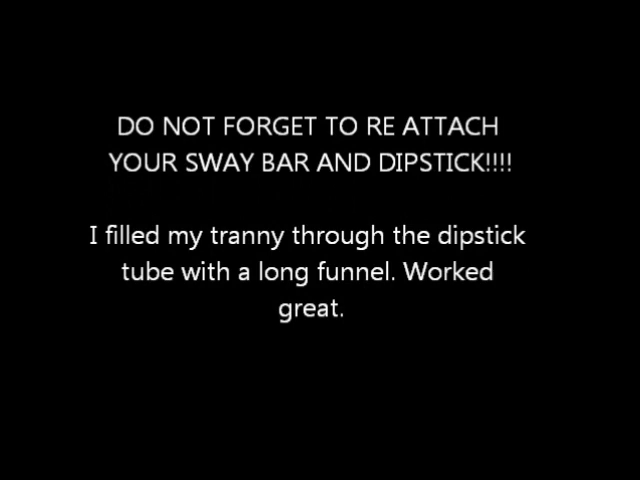 DO NOT FORGET TO RE ATTACH
YOUR SWAY BAR AND DIPSTICK!!!!
I filled my tranny through the dipstick
tube with a long funnel. Worked
great.